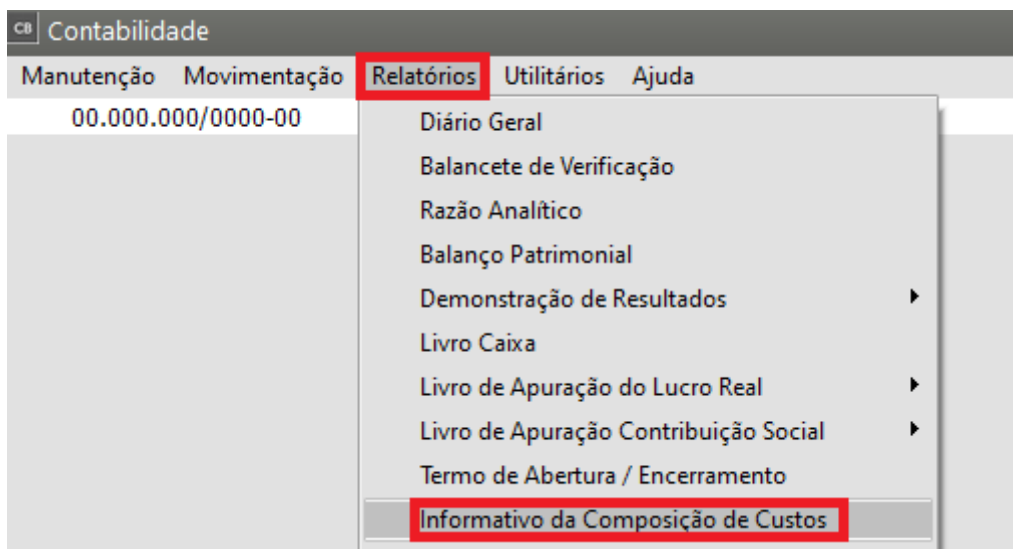 CB Contabilidade
Manutenção Movimentação Relatórios Utilitários Ajuda
00.000.000/0000-00
Diário Geral
Balancete de Verificação
Razão Analítico
Balanço Patrimonial
Demonstração de Resultados
Livro Caixa
Livro de Apuração do Lucro Real
Livro de Apuração Contribuição Social
Termo de Abertura / Encerramento
Informativo da Composição de Custos